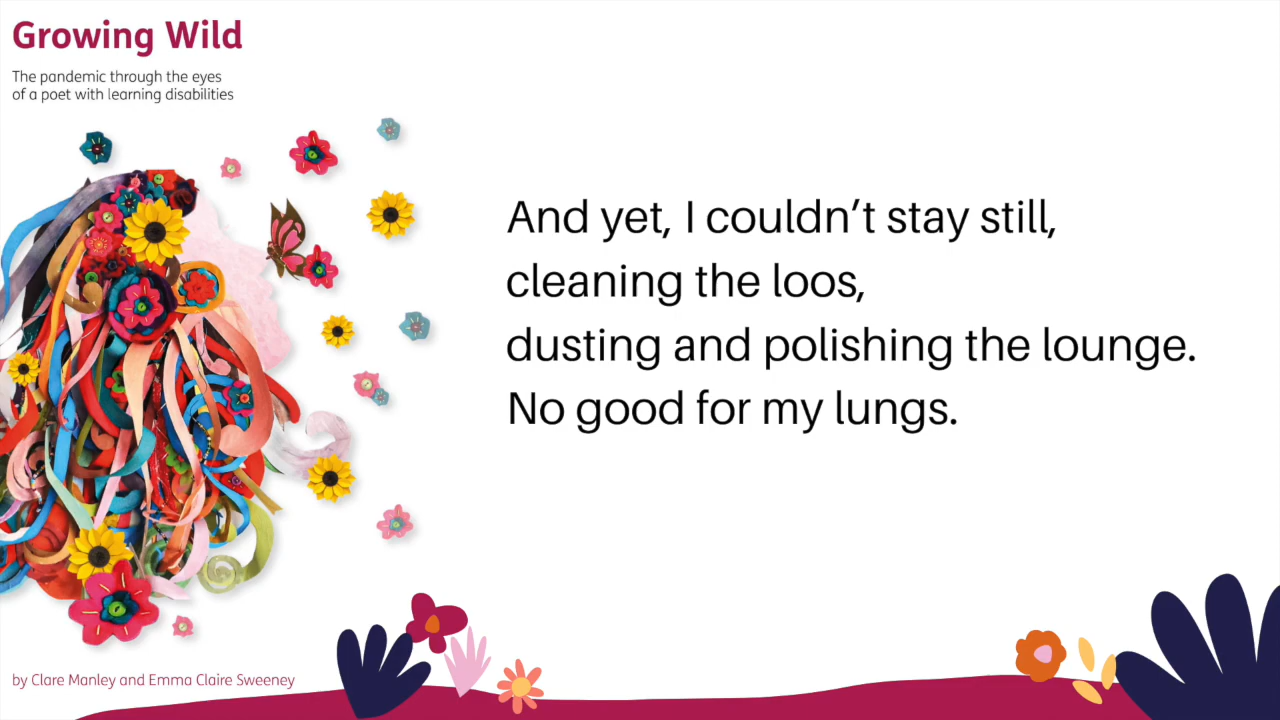 Growing Wild
The pandemic through the eyes
of a poet with learning disabilities
And yet, I couldn’t stay still,
cleaning the loos,
dusting and polishing the lounge.
No good for my lungs.
by Clare Manley and Emma Claire Sweeney